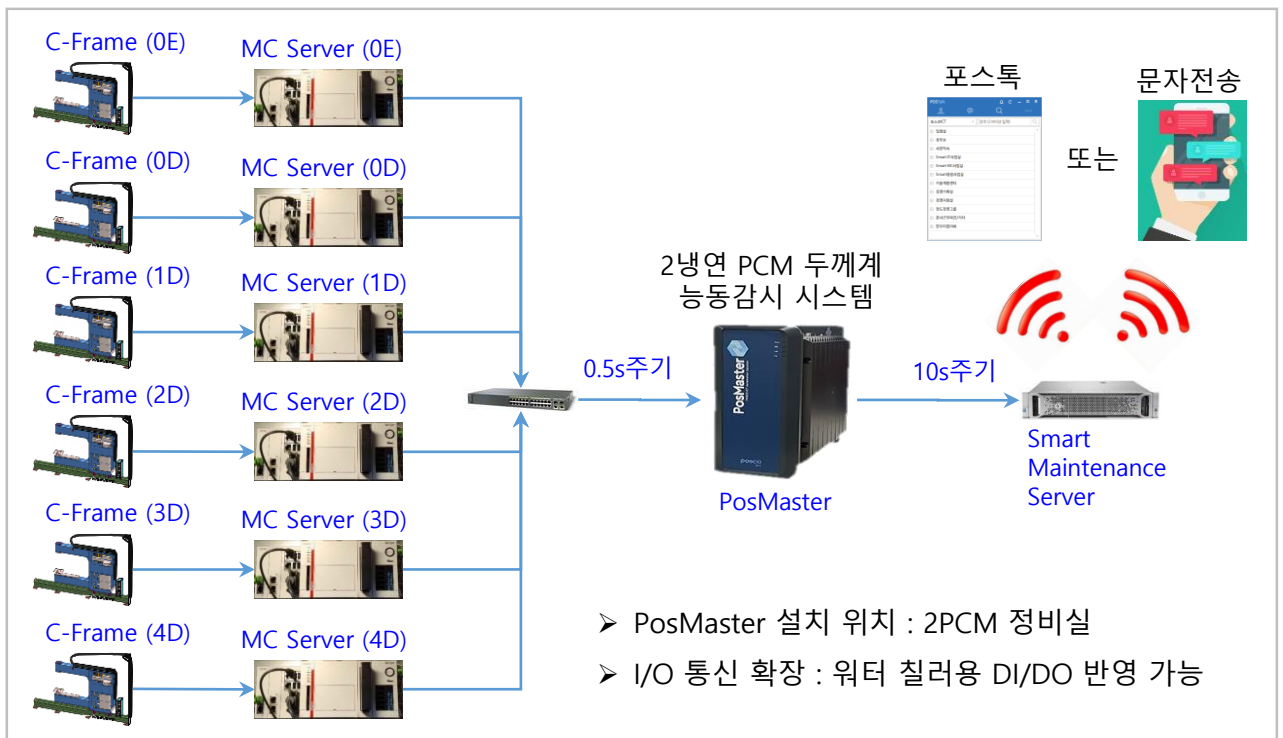 C-Frame (0E)
MC Server (0E)
C-Frame (0D)
MC Server (0D)
C-Frame (1D)
MC Server (1D)
C-Frame (2D)
MC Server (2D)
C-Frame (3D)
MC Server (3D)
C-Frame (4D)
MC Server (4D)
0.5s주기
2냉연 PCM 두께계
능동감시 시스템
PosMaster
posco
PosMaster
10s주기
포스톡
또는
문자전송
Smart
Maintenance
Server
➢ PosMaster 설치 위치 : 2PCM 정비실
➢ I/O 통신 확장 : 워터 칠러용 DI/DO 반영 가능